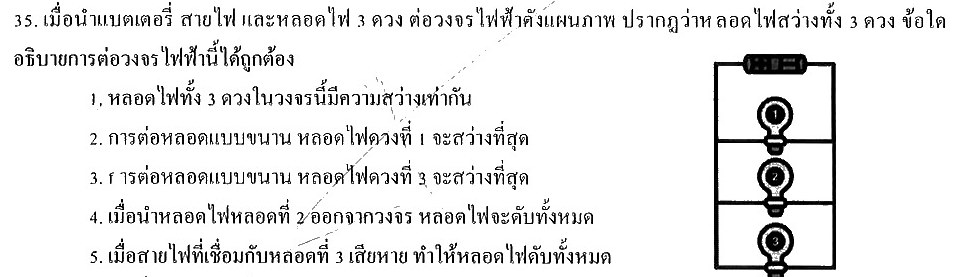 35. เมื่อนำแบตเตอรี่ สายไฟ และหลอดไฟ 3 ดวง ต่อวงจรไฟฟ้าดังแผนภาพ ปรากฏว่าหลอดไฟสว่างทั้ง 3 ดวง ข้อใด
อธิบายการต่อวงจรไฟฟ้านี้ได้ถูกต้อง
1. หลอดไฟทั้ง 3 ดวงในวงจรนี้มีความสว่างเท่ากัน
2. การต่อหลอดแบบขนาน หลอดไฟดวงที่ 1 จะสว่างที่สุด
3. การต่อหลอดแบบขนาน หลอดไฟดวงที่ 3 จะสว่างที่สุด
4. เมื่อนำหลอดไฟหลอดที่ 2 ออกจากวงจร หลอดไฟจะดับทั้งหมด
5. เมื่อสายไฟที่เชื่อมกับหลอดที่ 3 เสียหาย ทำให้หลอดไฟดับทั้งหมด
1
2
3